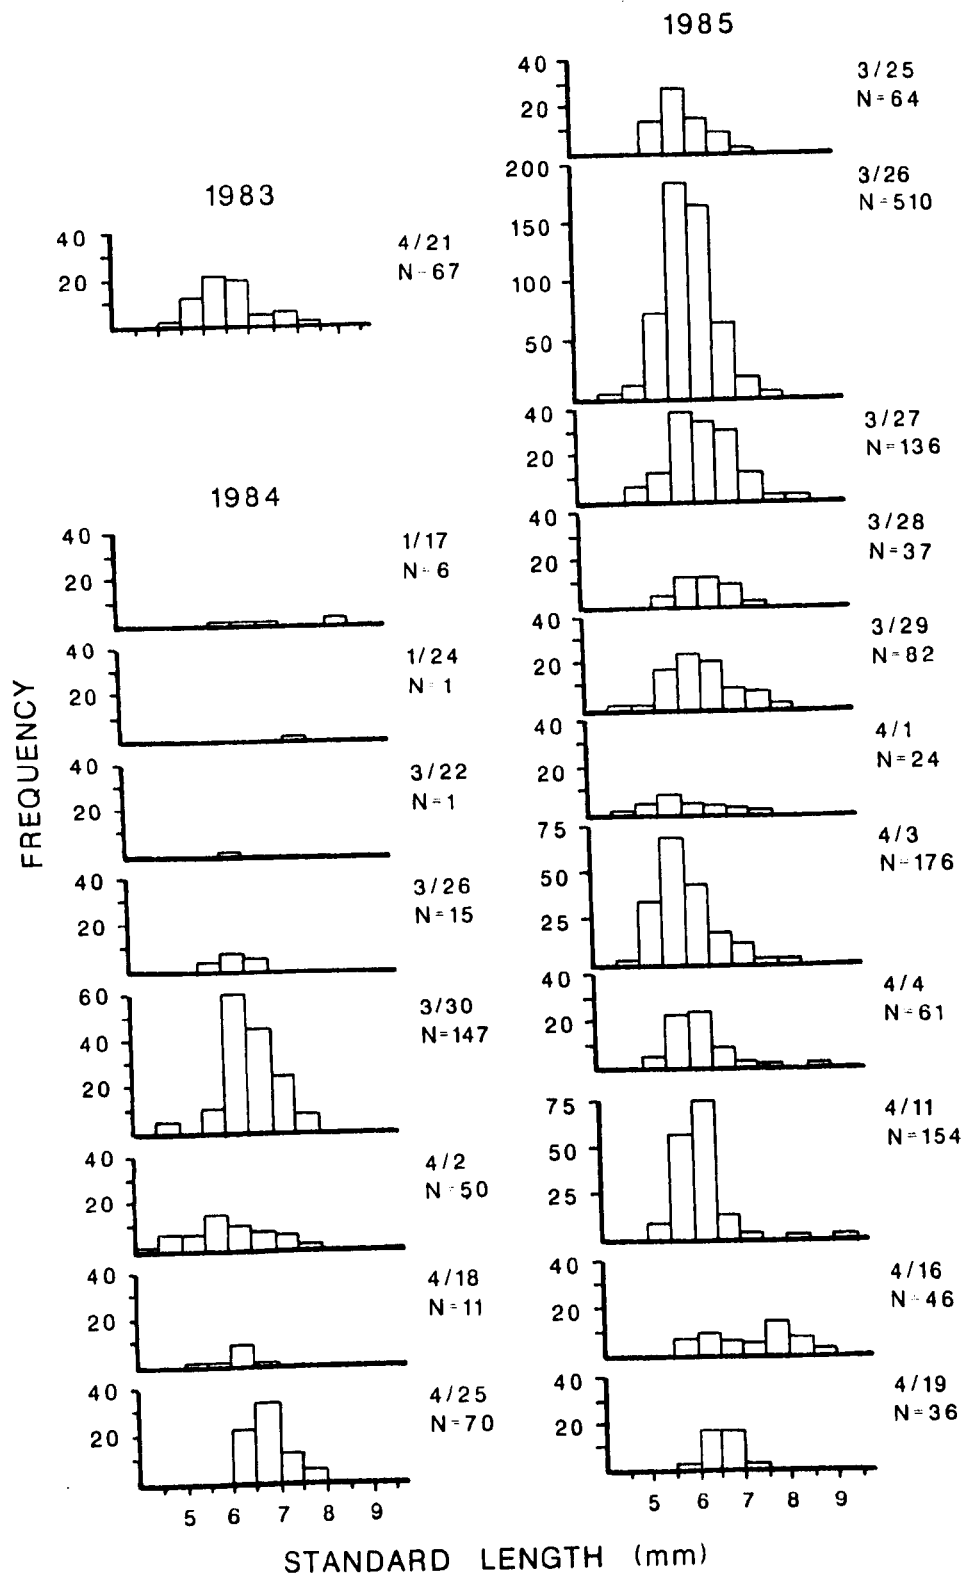 1983
40
20
4/21
N=67
1984
40
20
1/17
N=6
40
20
1/24
N=1
40
20
3/22
N=1
40
20
3/26
N=15
60
40
20
3/30
N=147
40
20
4/2
N=50
40
20
4/18
N=11
40
20
4/25
N=70
5 6 7 8 9
1985
40
20
3/25
N=64
200
150
100
50
3/26
N=510
40
20
3/27
N=136
40
20
3/28
N=37
40
20
3/29
N=82
40
20
4/1
N=24
75
50
25
4/3
N=176
40
20
4/4
N=61
75
50
25
4/11
N=154
40
20
4/16
N=46
40
20
4/19
N=36
5 6 7 8 9
FREQUENCY
STANDARD LENGTH (mm)